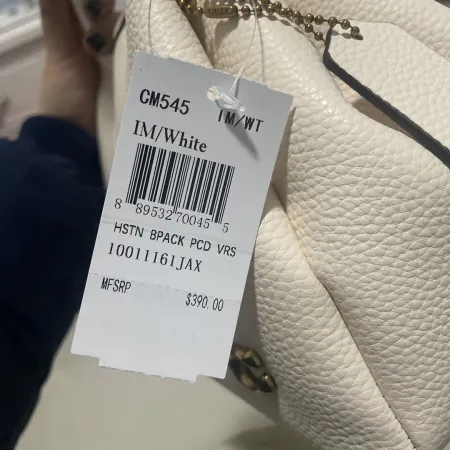 CM545
IM/WT
IM/White
8 89532 70045 5
HSTN BPACK PCD VRS
10011161JAX
MFSRP
$390.00